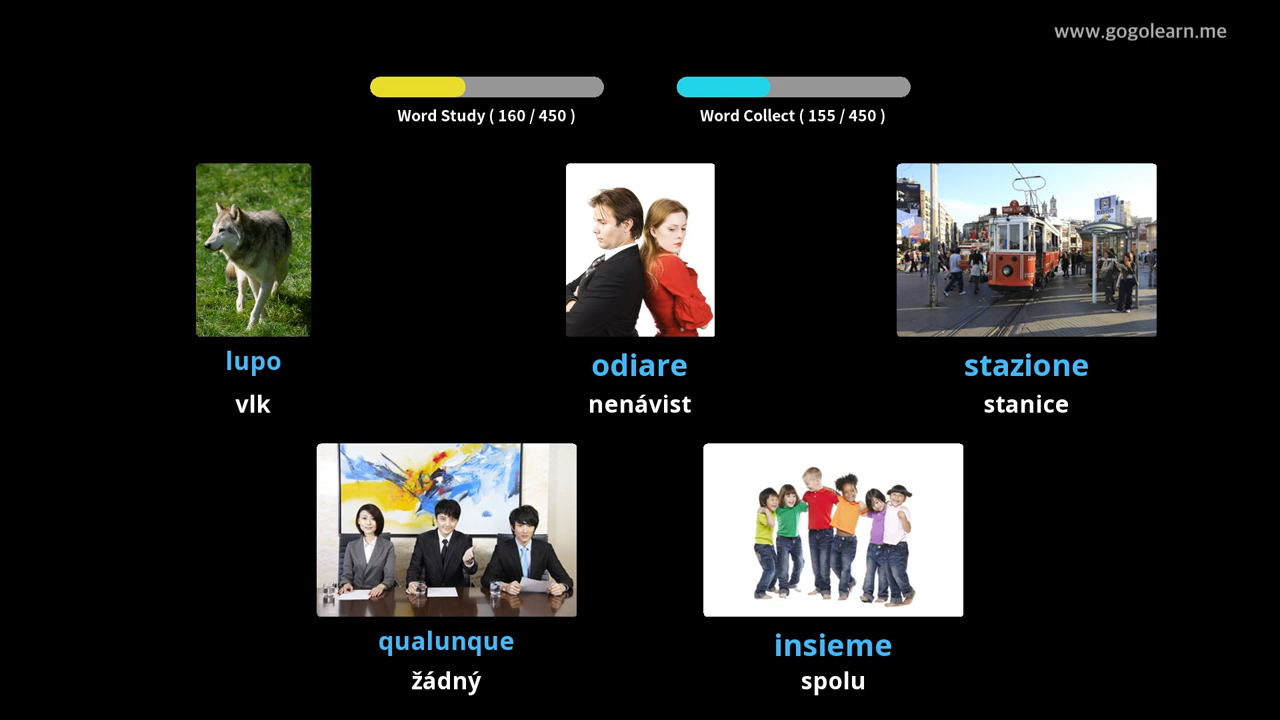 www.gogolearn.me
Word Study ( 160 / 450 )
Word Collect ( 155 / 450 )
lupo
vlk
odiare
nenávist
stazione
stanice
qualunque
žádný
insieme
spolu